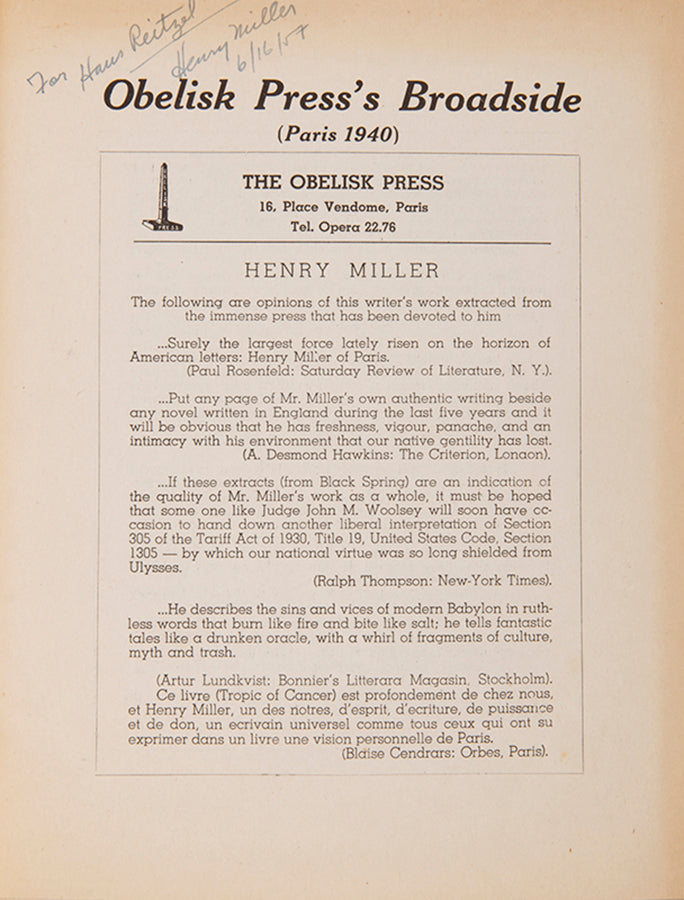 For Hans Reitzel
Henry Miller
6/16/57
Obelisk Press's Broadside
(Paris 1940)
OBELISK
PRESS
THE OBELISK PRESS
16, Place Vendome, Paris
Tel. Opera 22.76
HENRY MILLER
The following are opinions of this writer's work extracted from
the immense press that has been devoted to him
...Surely the largest force lately risen on the horizon of
American letters: Henry Miller of Paris.
(Paul Rosenfeld: Saturday Review of Literature, N. Y.).
...Put any page of Mr. Miller's own authentic writing beside
any novel written in England during the last five years and it
will be obvious that he has freshness, vigour, panache, and an
intimacy with his environment that our native gentility has lost.
(A. Desmond Hawkins: The Criterion, Lonaon).
...If these extracts (from Black Spring) are an indication of
the quality of Mr. Miller's work as a whole, it must be hoped
that some one like Judge John M. Woolsey will soon have cc-
casion to hand down another liberal interpretation of Section
305 of the Tariff Act of 1930, Title 19, United States Code, Section
1305 — by which our national virtue was so long shielded from
Ulysses.
(Ralph Thompson: New-York Times).
...He describes the sins and vices of modern Babylon in ruth-
less words that burn like fire and bite like salt; he tells fantastic
tales like a drunken oracle, with a whirl of fragments of culture,
myth and trash.
(Artur Lundkvist: Bonnier's Litterara Magasin, Stockholm).
Ce livre (Tropic of Cancer) est profondement de chez nous,
et Henry Miller, un des notres, d'esprit, d'ecriture, de puissance
et de don, un ecrivain universel comme tous ceux qui ont su
exprimer dans un livre une vision personnelle de Paris.
(Blaise Cendrars: Orbes, Paris).